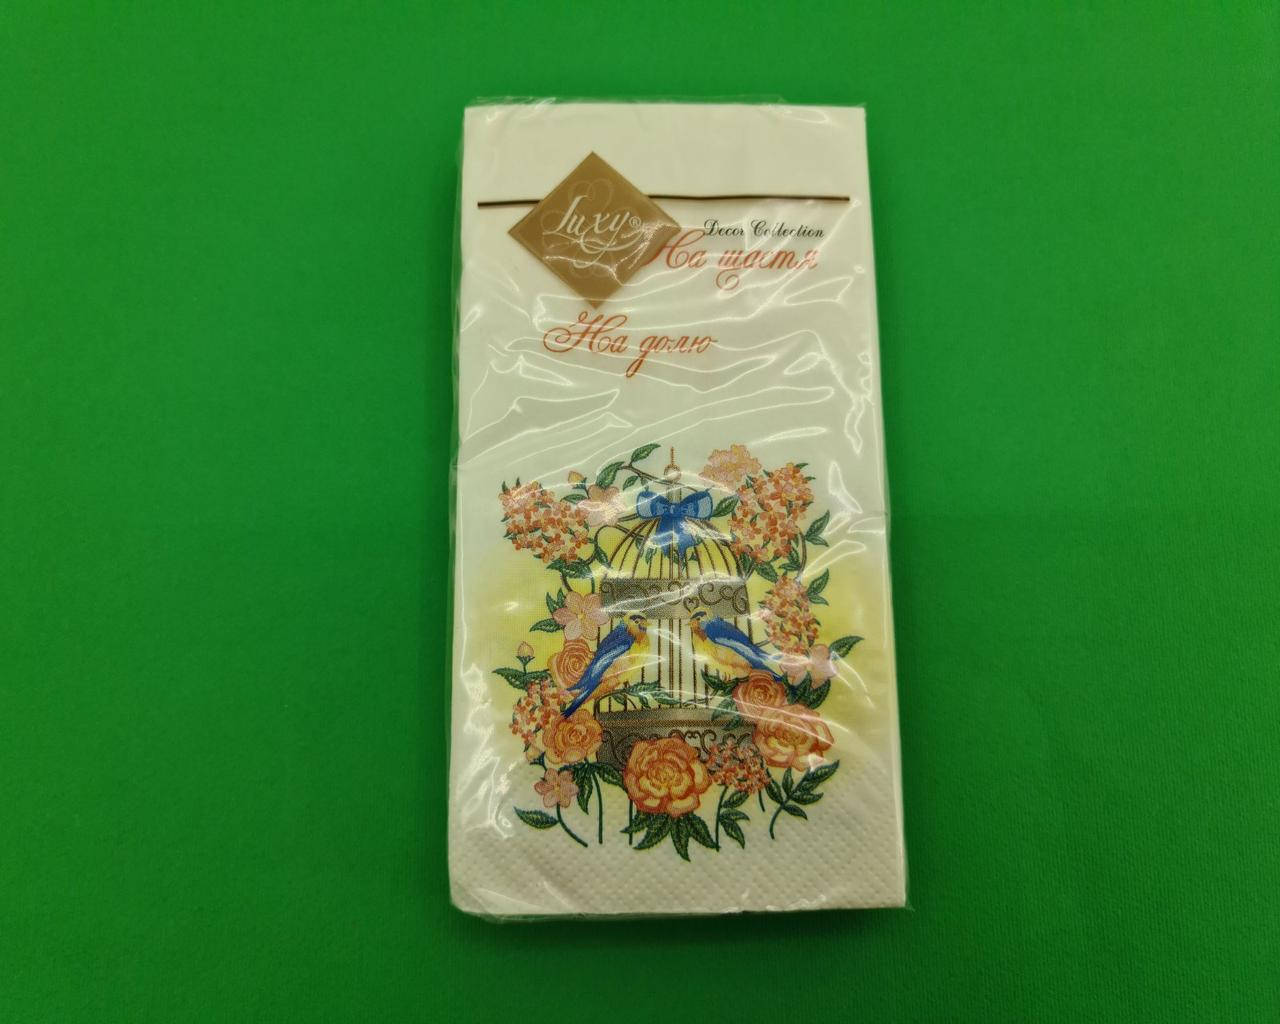 Luxy®
Decor Collection
На щастя
На долю